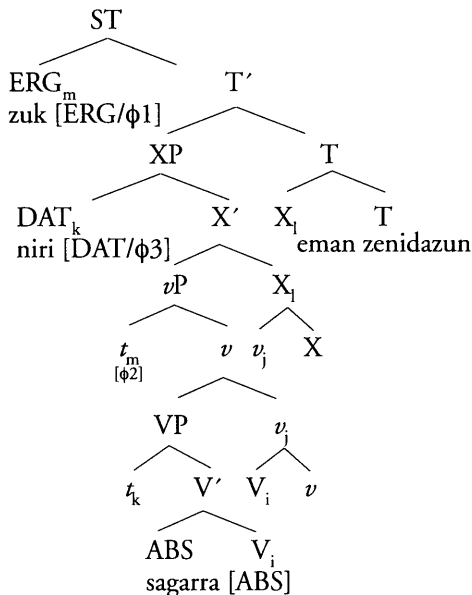 ST
ERGm T′
zuk [ERG/ϕ1]
XP T
DATk X′ Xl T
niri [DAT/ϕ3] eman zenidazun
vP Xl
tm v vj X
[ϕ2]
VP vj
tk V′ Vi v
ABS Vi
sagarra [ABS]